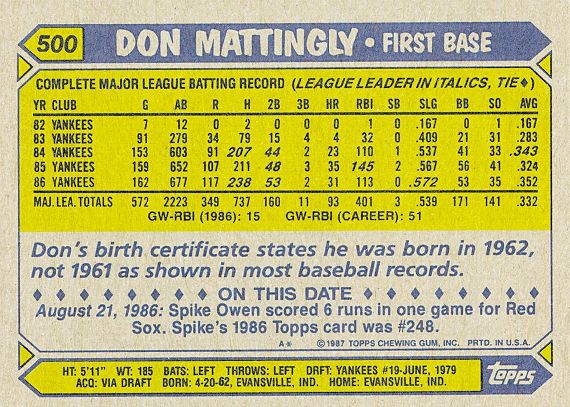 500 DON MATTINGLY • FIRST BASE
COMPLETE MAJOR LEAGUE BATTING RECORD (LEAGUE LEADER IN ITALICS, TIE♦)
YR CLUB G AB R H 2B 3B HR RBI SB SLG BB SO AVG
82 YANKEES 7 12 0 2 0 0 0 1 0 .167 0 1 .167
83 YANKEES 91 279 34 79 15 4 4 32 0 .409 21 31 .283
84 YANKEES 153 603 91 207 44 2 23 110 1 .537 41 33 .343
85 YANKEES 159 652 107 211 48 3 35 145 2 .567 56 41 .324
86 YANKEES 162 677 117 238 53 2 31 113 0 .572 53 35 .352
MAJ. LEA. TOTALS 572 2223 349 737 160 11 93 401 3 .539 171 141 .332
GW-RBI (1986): 15 GW-RBI (CAREER): 51
Don's birth certificate states he was born in 1962,
not 1961 as shown in most baseball records.
♦ ♦ ♦ ♦ ♦ ♦ ♦ ON THIS DATE ♦ ♦ ♦ ♦ ♦ ♦ ♦
August 21, 1986: Spike Owen scored 6 runs in one game for Red
Sox. Spike's 1986 Topps card was #248.
A* ©1987 TOPPS CHEWING GUM, INC. PRTD. IN U.S.A.
HT: 5'11" WT: 185 BATS: LEFT THROWS: LEFT DRFT: YANKEES #19-JUNE, 1979
ACQ: VIA DRAFT BORN: 4-20-62, EVANSVILLE, IND. HOME: EVANSVILLE, IND.
TOPPS